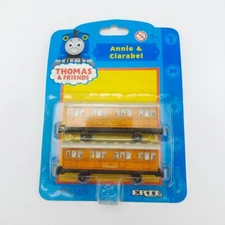 Annie &
Clarabel
THOMAS
& FRIENDS
ERTL